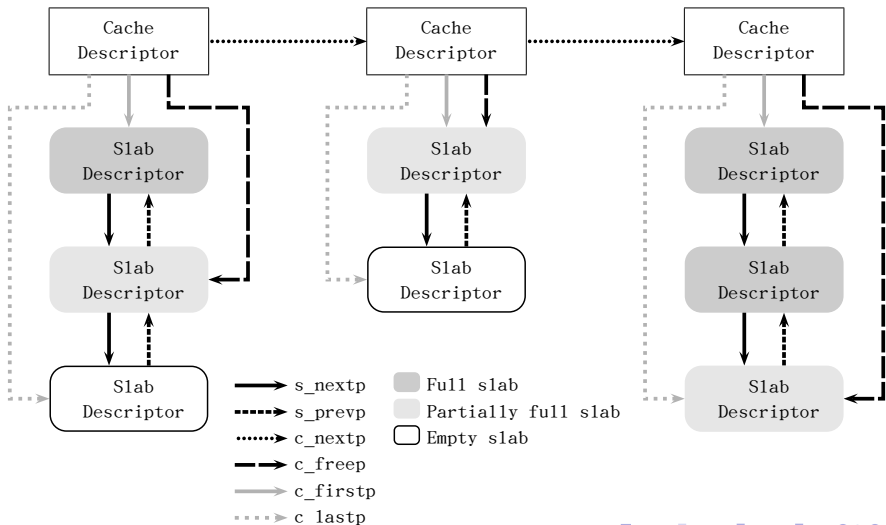 Cache
Descriptor
Cache
Descriptor
Cache
Descriptor
Slab
Descriptor
Slab
Descriptor
Slab
Descriptor
Slab
Descriptor
Slab
Descriptor
Slab
Descriptor
Slab
Descriptor
Slab
Descriptor
s_nextp
s_prevp
c_nextp
c_freep
c_firstp
c_lastp
Full slab
Partially full slab
Empty slab